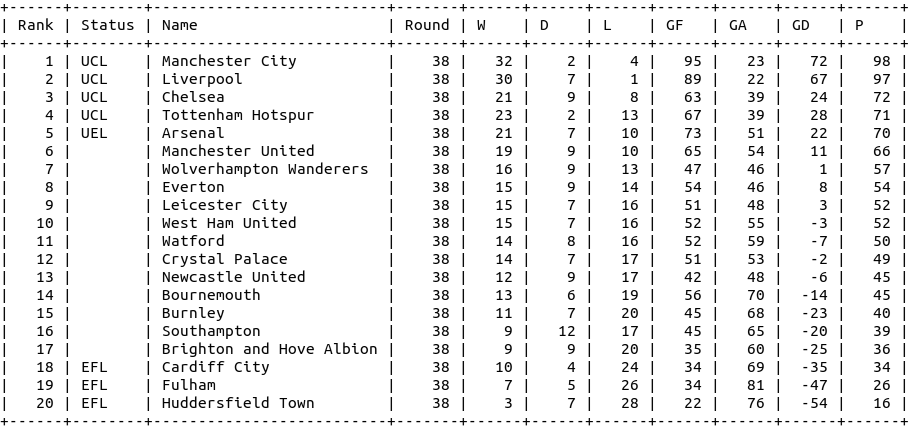 +------+--------+--------------------------+-------+------+------+------+------+------+------+------+
| Rank | Status | Name                     | Round | W    | D    | L    | GF   | GA   | GD   | P    |
+------+--------+--------------------------+-------+------+------+------+------+------+------+------+
|    1 | UCL    | Manchester City          |    38 |   32 |    2 |    4 |   95 |   23 |   72 |   98 |
|    2 | UCL    | Liverpool                |    38 |   30 |    7 |    1 |   89 |   22 |   67 |   97 |
|    3 | UCL    | Chelsea                  |    38 |   21 |    9 |    8 |   63 |   39 |   24 |   72 |
|    4 | UCL    | Tottenham Hotspur        |    38 |   23 |    2 |   13 |   67 |   39 |   28 |   71 |
|    5 | UEL    | Arsenal                  |    38 |   21 |    7 |   10 |   73 |   51 |   22 |   70 |
|    6 |        | Manchester United        |    38 |   19 |    9 |   10 |   65 |   54 |   11 |   66 |
|    7 |        | Wolverhampton Wanderers  |    38 |   16 |    9 |   13 |   47 |   46 |    1 |   57 |
|    8 |        | Everton                  |    38 |   15 |    9 |   14 |   54 |   46 |    8 |   54 |
|    9 |        | Leicester City           |    38 |   15 |    7 |   16 |   51 |   48 |    3 |   52 |
|   10 |        | West Ham United          |    38 |   15 |    7 |   16 |   52 |   55 |   -3 |   52 |
|   11 |        | Watford                  |    38 |   14 |    8 |   16 |   52 |   59 |   -7 |   50 |
|   12 |        | Crystal Palace           |    38 |   14 |    7 |   17 |   51 |   53 |   -2 |   49 |
|   13 |        | Newcastle United         |    38 |   12 |    9 |   17 |   42 |   48 |   -6 |   45 |
|   14 |        | Bournemouth              |    38 |   13 |    6 |   19 |   56 |   70 |  -14 |   45 |
|   15 |        | Burnley                  |    38 |   11 |    7 |   20 |   45 |   68 |  -23 |   40 |
|   16 |        | Southampton              |    38 |    9 |   12 |   17 |   45 |   65 |  -20 |   39 |
|   17 |        | Brighton and Hove Albion |    38 |    9 |    9 |   20 |   35 |   60 |  -25 |   36 |
|   18 | EFL    | Cardiff City             |    38 |   10 |    4 |   24 |   34 |   69 |  -35 |   34 |
|   19 | EFL    | Fulham                   |    38 |    7 |    5 |   26 |   34 |   81 |  -47 |   26 |
|   20 | EFL    | Huddersfield Town        |    38 |    3 |    7 |   28 |   22 |   76 |  -54 |   16 |
+------+--------+--------------------------+-------+------+------+------+------+------+------+------+